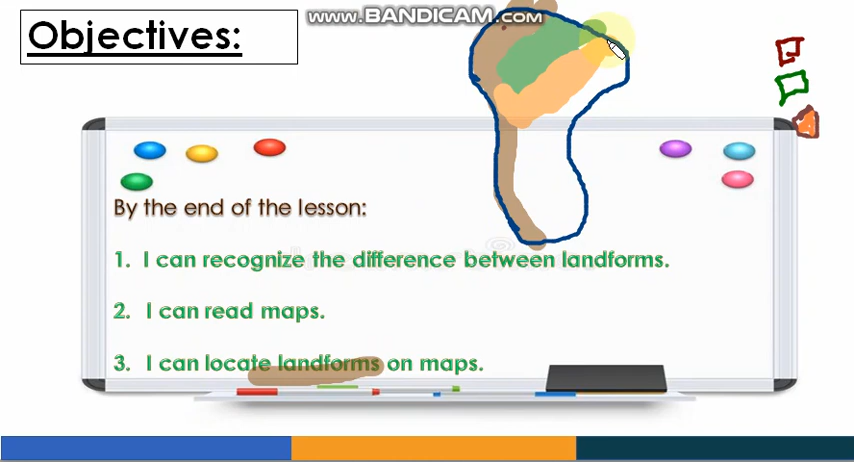 www.BANDICAM.com
Objectives:
By the end of the lesson:
1. I can recognize the difference between landforms.
2. I can read maps.
3. I can locate landforms on maps.